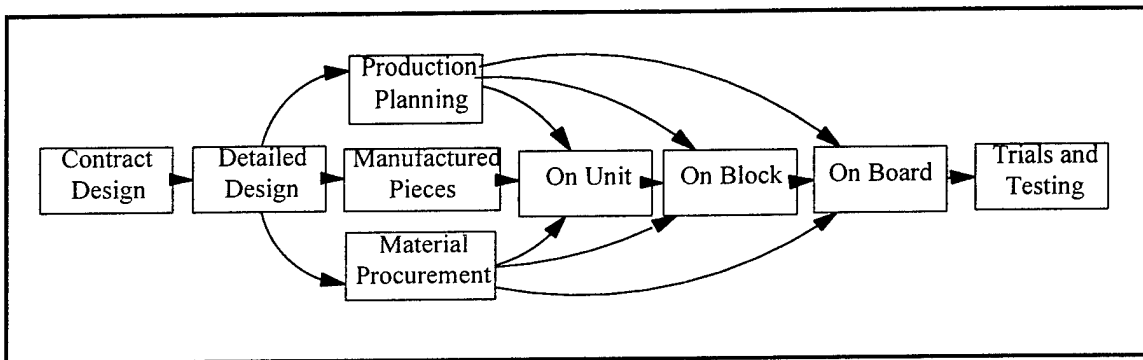 Production
Planning
Contract
Design
Detailed
Design
Manufactured
Pieces
On Unit
On Block
On Board
Trials and
Testing
Material
Procurement